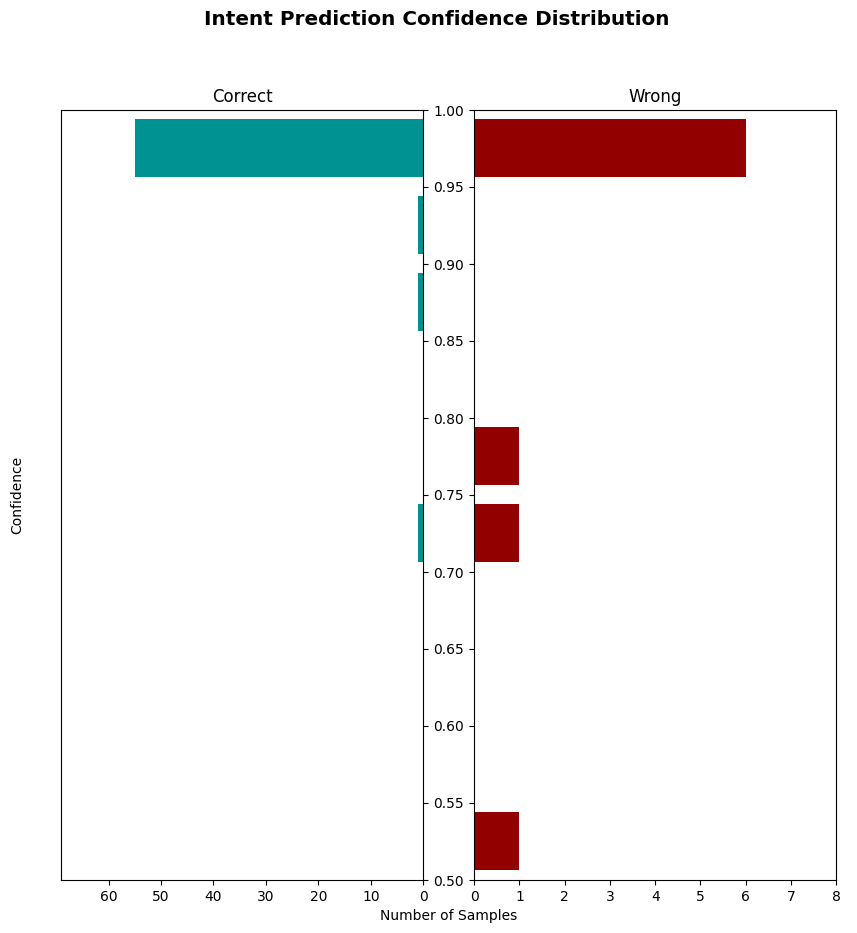 Intent Prediction Confidence Distribution
Correct
Wrong
1.00
0.95
0.90
0.85
0.80
0.75
0.70
0.65
0.60
0.55
0.50
Confidence
60 50 40 30 20 10 0
0 1 2 3 4 5 6 7 8
Number of Samples